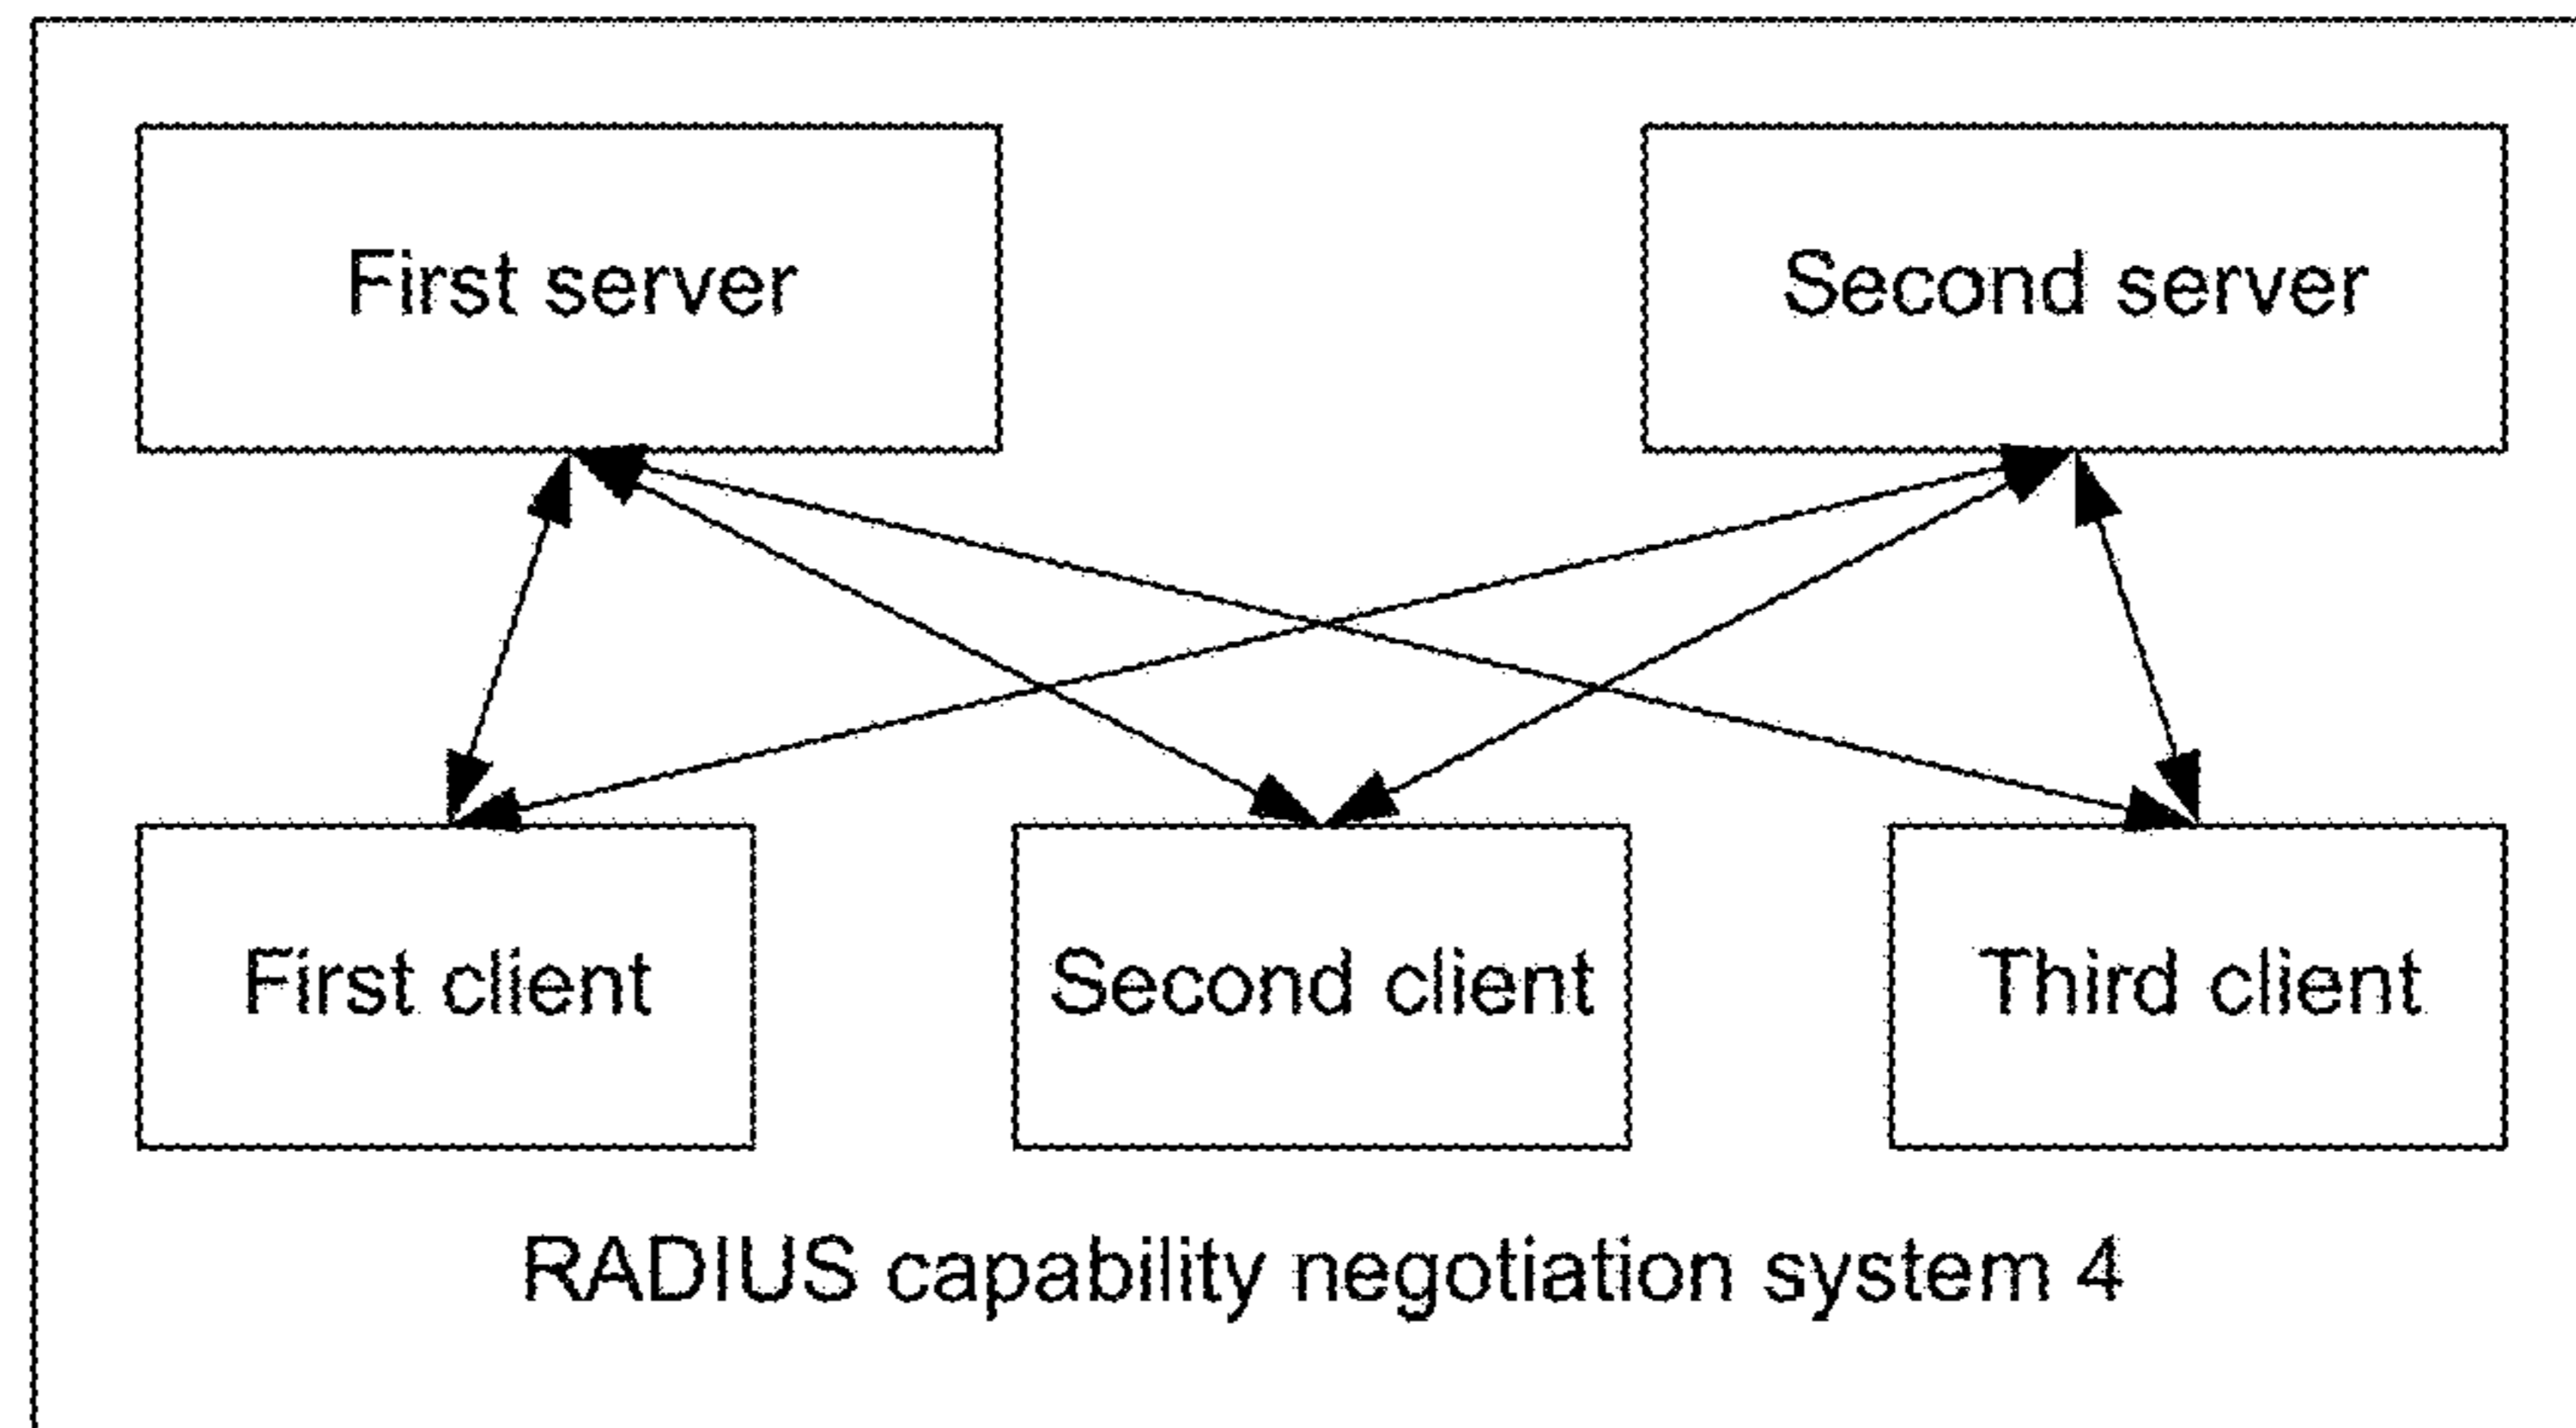 First server
Second server
First client
Second client
Third client
RADIUS capability negotiation system 4